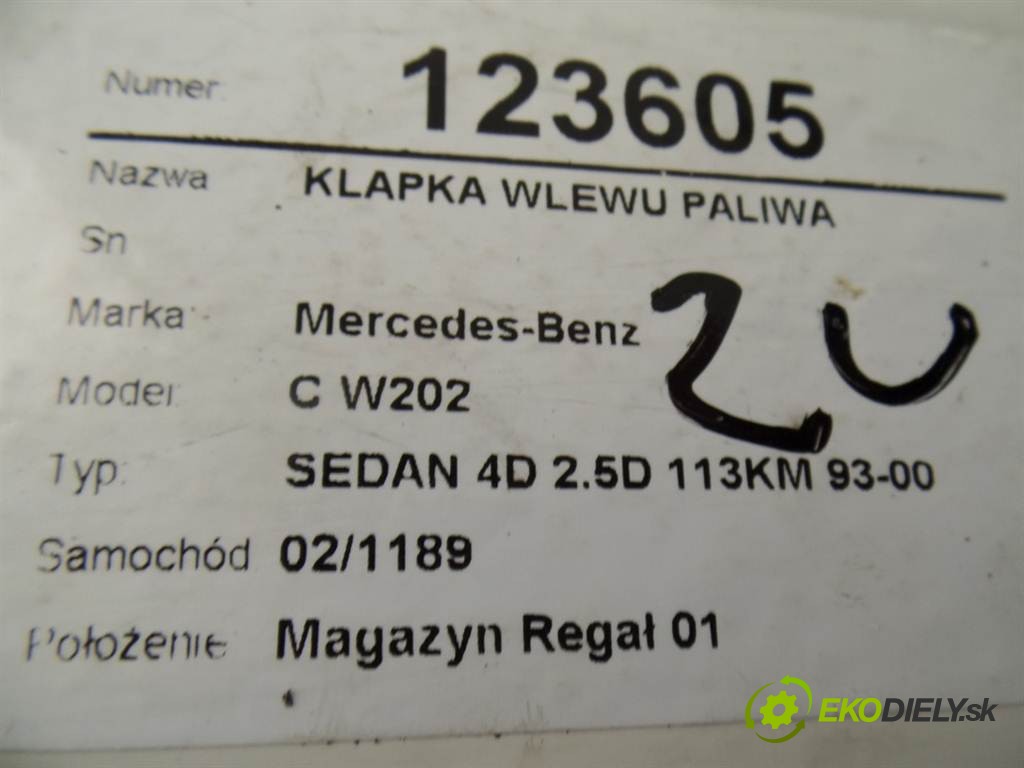 Numer 123605
Nazwa KLAPKA WLEWU PALIWA
Sn
Marka Mercedes-Benz
Model C W202
Typ: SEDAN 4D 2.5D 113KM 93-00
Samochód 02/1189
Położenie Magazyn Regał 01
EKODIELY.sk